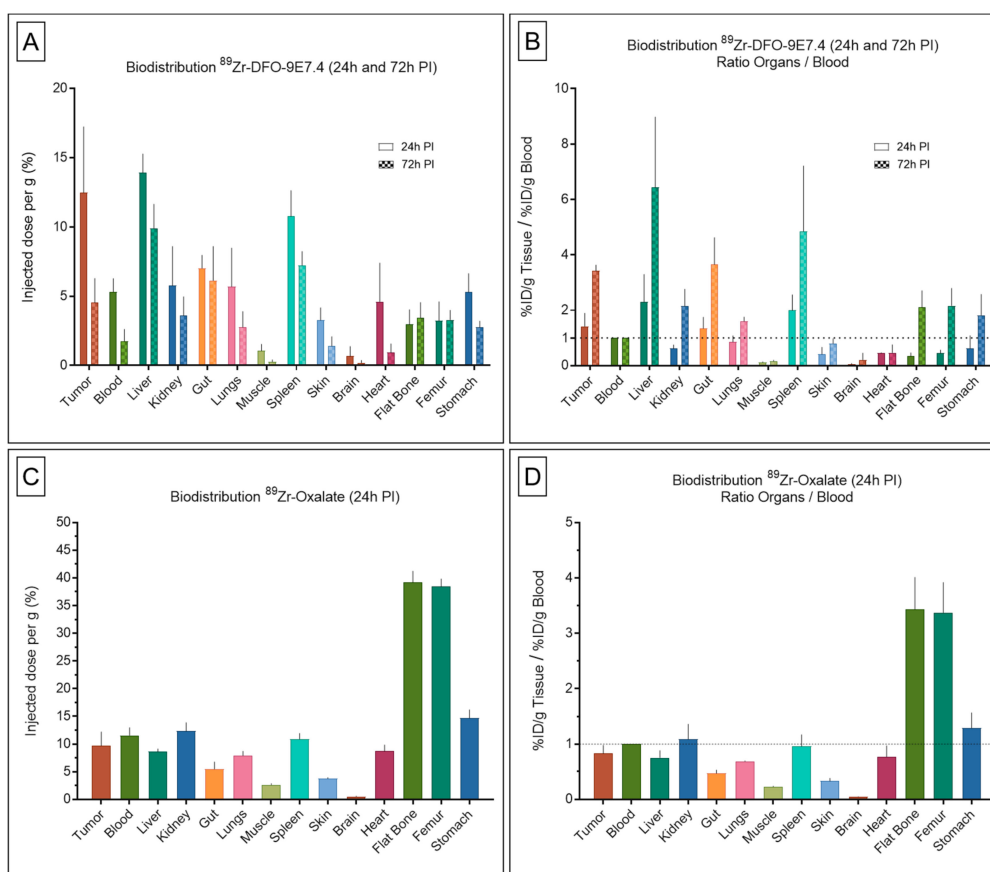 A
Biodistribution ⁸⁹Zr-DFO-9E7.4 (24h and 72h PI)
24h PI
72h PI
Injected dose per g (%)
15
10
5
0
Tumor
Blood
Liver
Kidney
Gut
Lungs
Muscle
Spleen
Skin
Brain
Heart
Flat Bone
Femur
Stomach
B
Biodistribution ⁸⁹Zr-DFO-9E7.4 (24h and 72h PI)
Ratio Organs / Blood
24h PI
72h PI
%ID/g Tissue / %ID/g Blood
10
8
6
4
2
1
0
Tumor
Blood
Liver
Kidney
Gut
Lungs
Muscle
Spleen
Skin
Brain
Heart
Flat Bone
Femur
Stomach
C
Biodistribution ⁸⁹Zr-Oxalate (24h PI)
Injected dose per g (%)
50
45
40
35
30
25
20
15
10
5
0
Tumor
Blood
Liver
Kidney
Gut
Lungs
Muscle
Spleen
Skin
Brain
Heart
Flat Bone
Femur
Stomach
D
Biodistribution ⁸⁹Zr-Oxalate (24h PI)
Ratio Organs / Blood
%ID/g Tissue / %ID/g Blood
5
4
3
2
1
0
Tumor
Blood
Liver
Kidney
Gut
Lungs
Muscle
Spleen
Skin
Brain
Heart
Flat Bone
Femur
Stomach